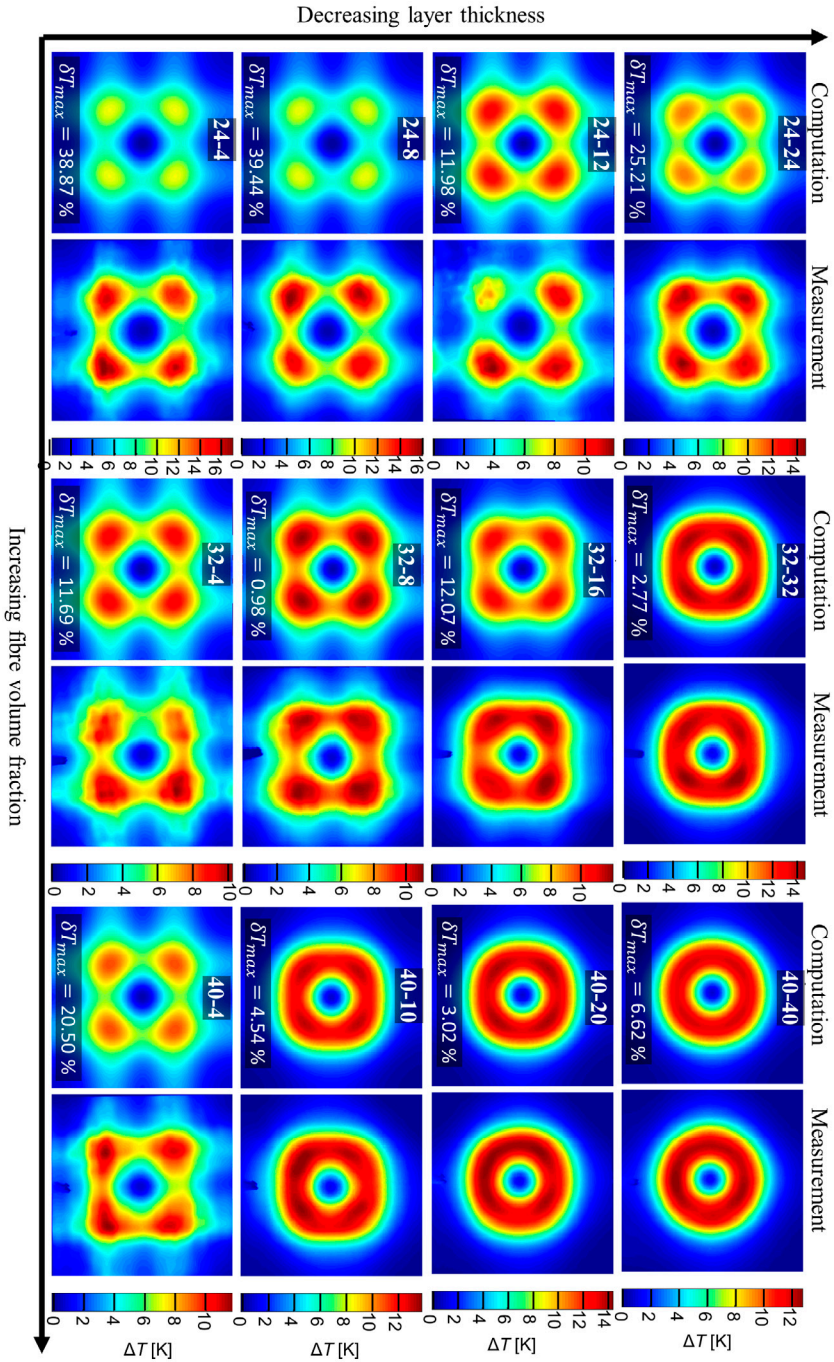 Decreasing layer thickness
Computation
24-4
δT_max = 38.87 %
24-8
δT_max = 39.44 %
24-12
δT_max = 11.98 %
24-24
δT_max = 25.21 %
Measurement
0 2 4 6 8 10 12 14 16
0 2 4 6 8 10 12 14 16
0 2 4 6 8 10
0 2 4 6 8 10 12 14
Computation
32-4
δT_max = 11.69 %
32-8
δT_max = 0.98 %
32-16
δT_max = 12.07 %
32-32
δT_max = 2.77 %
Measurement
0 2 4 6 8 10
0 2 4 6 8 10
0 2 4 6 8 10
0 2 4 6 8 10 12 14
Computation
40-4
δT_max = 20.50 %
40-10
δT_max = 4.54 %
40-20
δT_max = 3.02 %
40-40
δT_max = 6.62 %
Measurement
0 2 4 6 8 10
0 2 4 6 8 10 12
0 2 4 6 8 10 12 14
0 2 4 6 8 10 12
ΔT [K]
ΔT [K]
ΔT [K]
ΔT [K]
Increasing fibre volume fraction